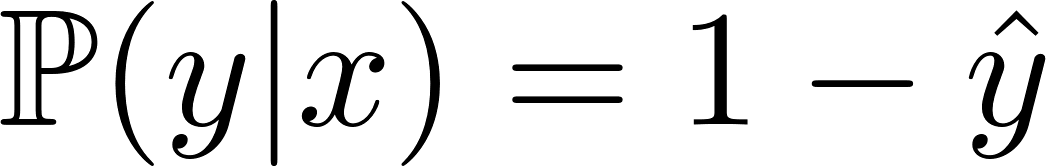 ℙ(y|x) = 1 − ŷ